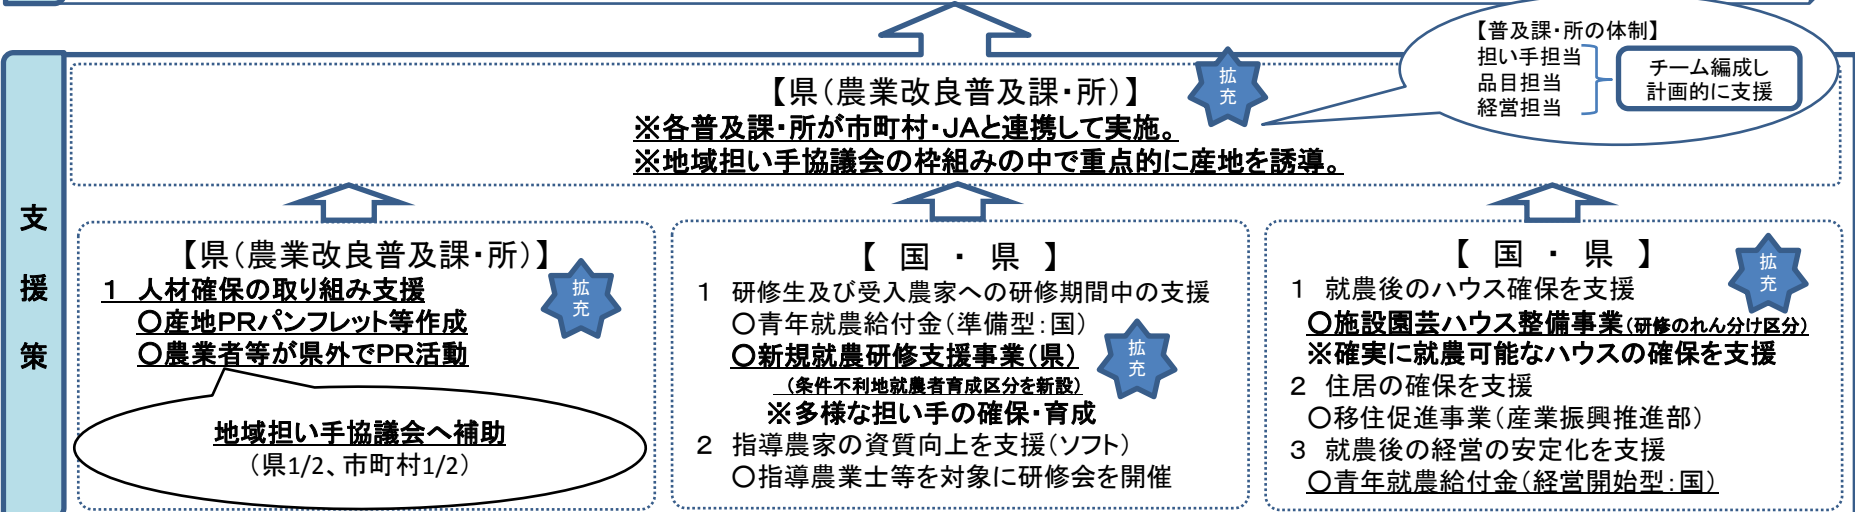 支援策
【県(農業改良普及課・所)】
※各普及課・所が市町村・JAと連携して実施。
※地域担い手協議会の枠組みの中で重点的に産地を誘導。
拡充
【普及課・所の体制】
担い手担当
品目担当
経営担当
チーム編成し
計画的に支援
【県(農業改良普及課・所)】
1 人材確保の取り組み支援
○産地PRパンフレット等作成
○農業者等が県外でPR活動
拡充
地域担い手協議会へ補助
(県1/2、市町村1/2)
【 国 ・ 県 】
1 研修生及び受入農家への研修期間中の支援
○青年就農給付金(準備型:国)
○新規就農研修支援事業(県)
(条件不利地就農者育成区分を新設)
※多様な担い手の確保・育成
拡充
2 指導農家の資質向上を支援(ソフト)
○指導農業士等を対象に研修会を開催
【 国 ・ 県 】
拡充
1 就農後のハウス確保を支援
○施設園芸ハウス整備事業(研修のれん分け区分)
※確実に就農可能なハウスの確保を支援
2 住居の確保を支援
○移住促進事業(産業振興推進部)
3 就農後の経営の安定化を支援
○青年就農給付金(経営開始型:国)